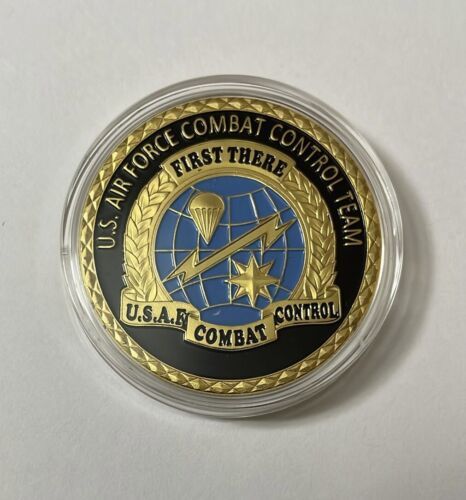 U.S. AIR FORCE COMBAT CONTROL TEAM
FIRST THERE
U.S.A.F. COMBAT CONTROL